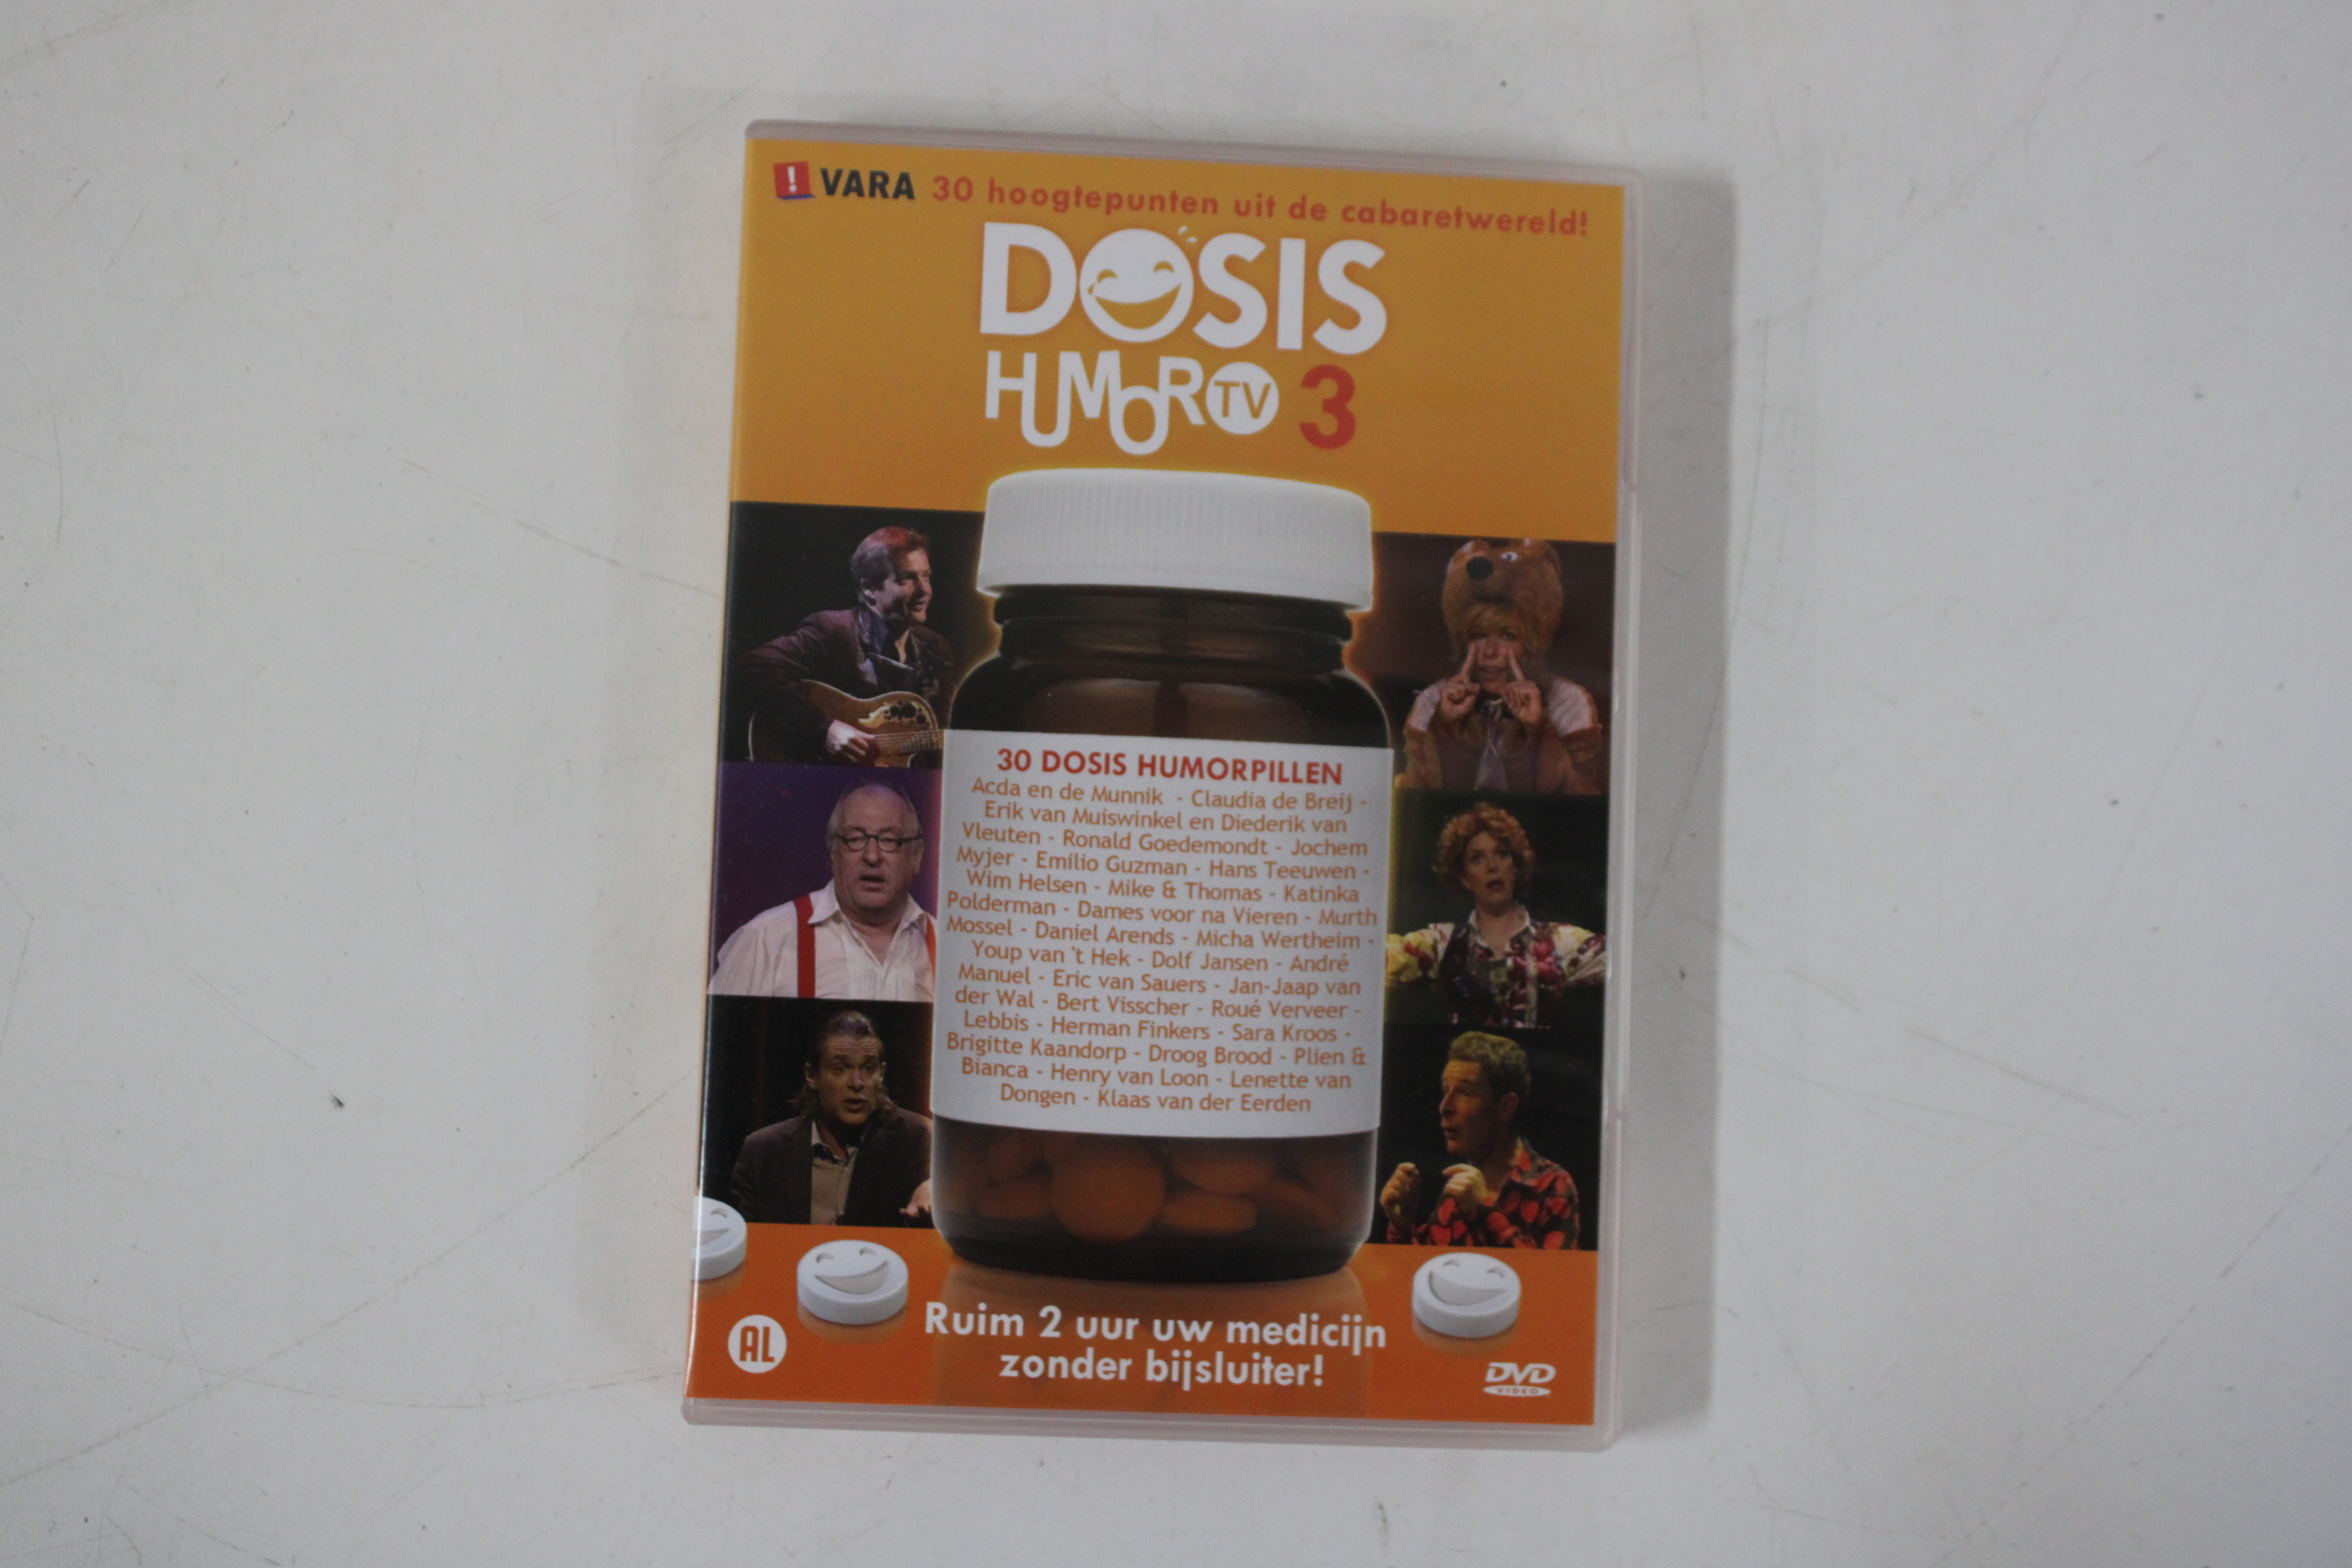 ! VARA 30 hoogtepunten uit de cabaretwereld!
DOSIS
HUMOR TV 3
30 DOSIS HUMORPILLEN
Acda en de Munnik - Claudia de Breij -
Erik van Muiswinkel en Diederik van
Vleuten - Ronald Goedemondt - Jochem
Myjer - Emilio Guzman - Hans Teeuwen -
Wim Helsen - Mike & Thomas - Katinka
Polderman - Dames voor na Vieren - Murth
Mossel - Daniel Arends - Micha Wertheim -
Youp van 't Hek - Dolf Jansen - André
Manuel - Eric van Sauers - Jan-Jaap van
der Wal - Bert Visscher - Roué Verveer -
Lebbis - Herman Finkers - Sara Kroos -
Brigitte Kaandorp - Droog Brood - Plien &
Bianca - Henry van Loon - Lenette van
Dongen - Klaas van der Eerden
Ruim 2 uur uw medicijn
zonder bijsluiter!
AL
DVD
VIDEO